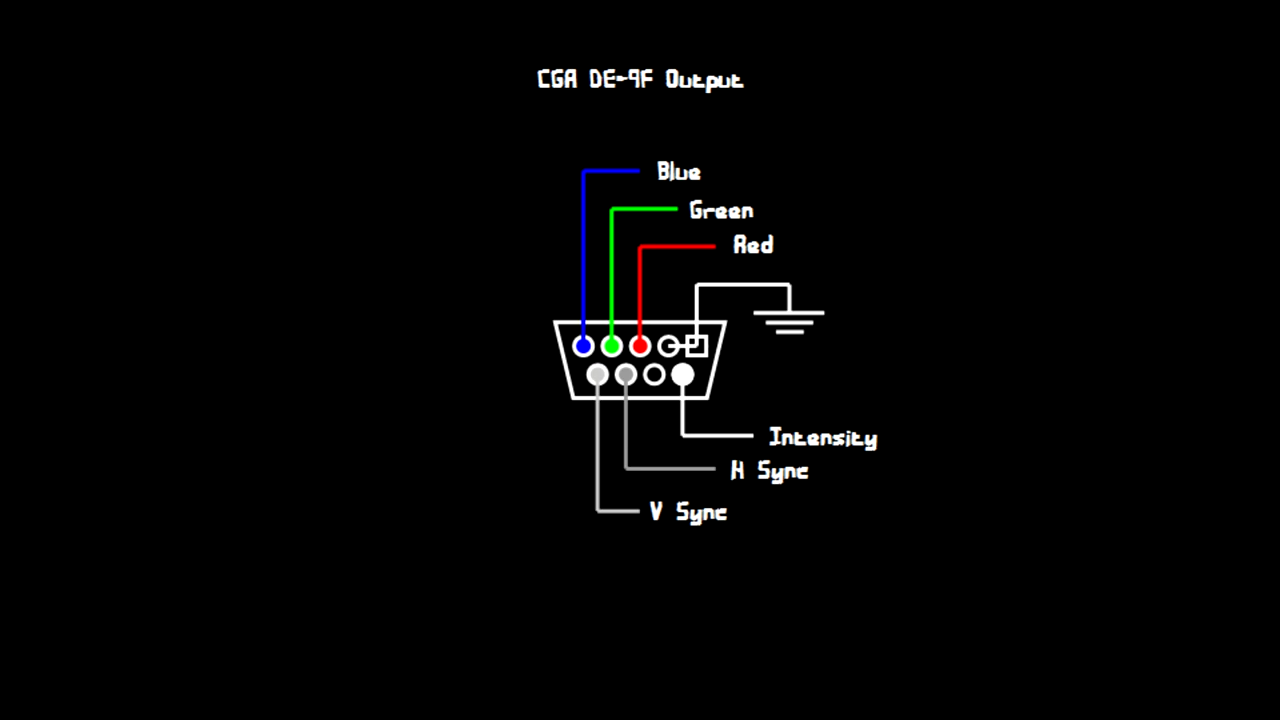 CGA DE-9F Output
Blue
Green
Red
Intensity
H Sync
V Sync